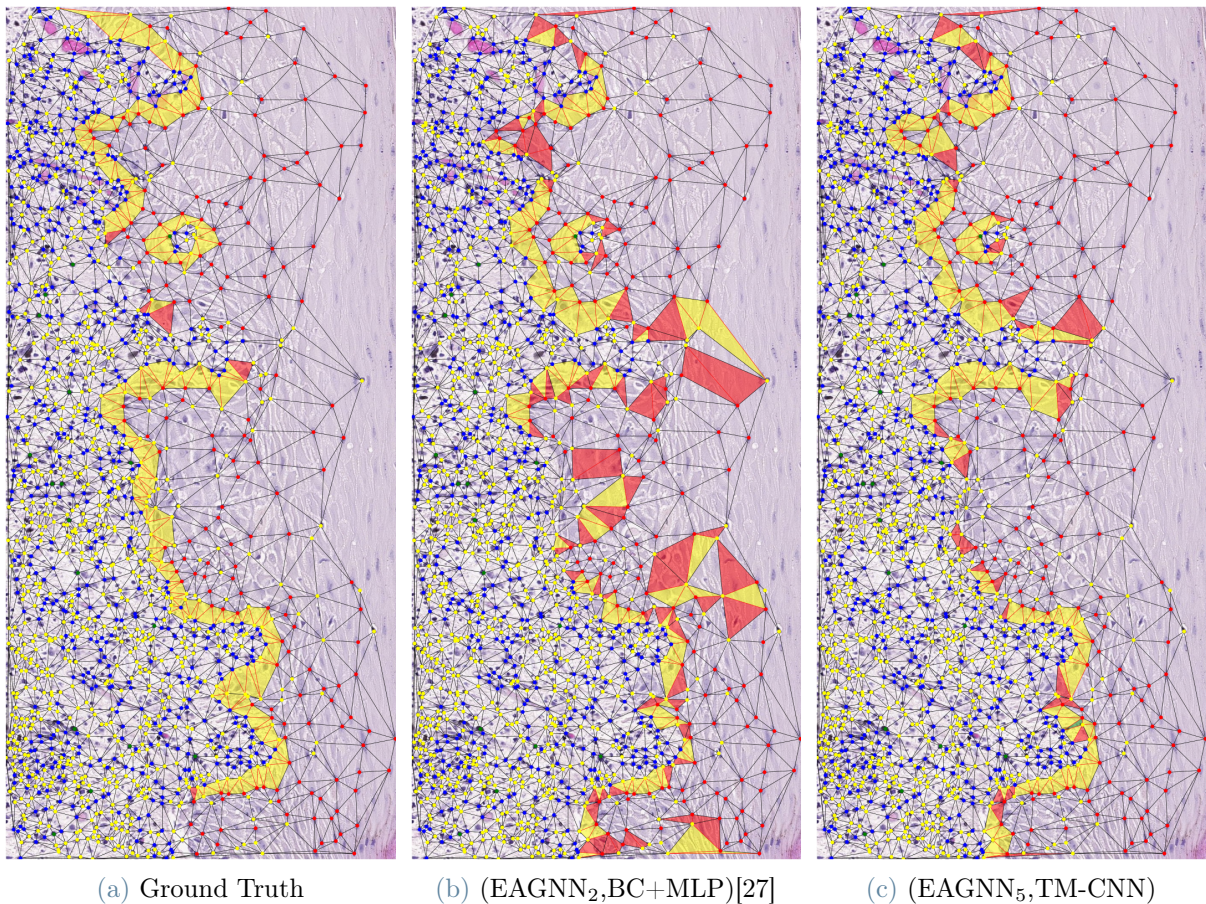 (a) Ground Truth
(b) (EAGNN₂,BC+MLP)[27]
(c) (EAGNN₅,TM-CNN)